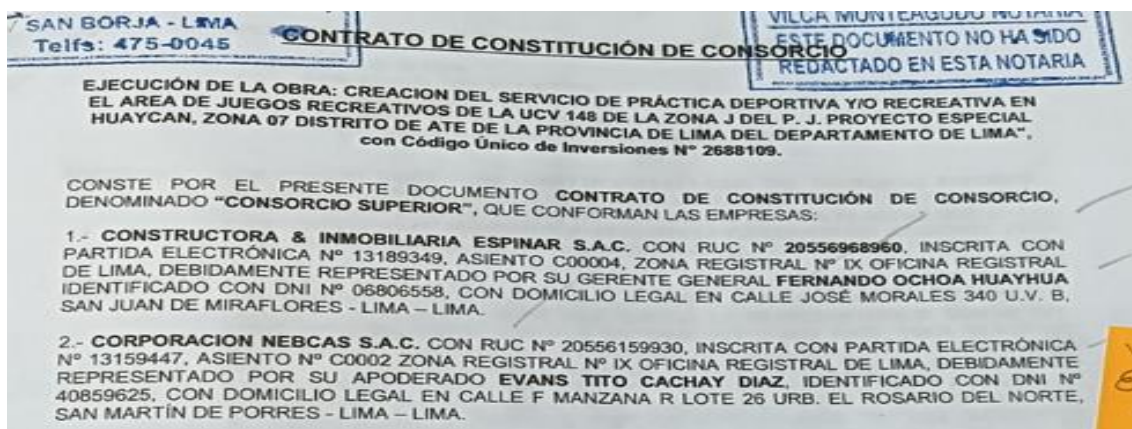 SAN BORJA - LIMA
Telfs: 475-0045
VILCA MONTEAGUDO NOTARIA
ESTE DOCUMENTO NO HA SIDO
REDACTADO EN ESTA NOTARIA
CONTRATO DE CONSTITUCIÓN DE CONSORCIO
EJECUCIÓN DE LA OBRA: CREACION DEL SERVICIO DE PRÁCTICA DEPORTIVA Y/O RECREATIVA EN
EL AREA DE JUEGOS RECREATIVOS DE LA UCV 148 DE LA ZONA J DEL P. J. PROYECTO ESPECIAL
HUAYCAN, ZONA 07 DISTRITO DE ATE DE LA PROVINCIA DE LIMA DEL DEPARTAMENTO DE LIMA",
con Código Único de Inversiones N° 2688109.
CONSTE POR EL PRESENTE DOCUMENTO CONTRATO DE CONSTITUCIÓN DE CONSORCIO,
DENOMINADO "CONSORCIO SUPERIOR", QUE CONFORMAN LAS EMPRESAS:
1.- CONSTRUCTORA & INMOBILIARIA ESPINAR S.A.C. CON RUC Nº 20556968960, INSCRITA CON
PARTIDA ELECTRÓNICA N° 13189349, ASIENTO C00004, ZONA REGISTRAL Nº IX OFICINA REGISTRAL
DE LIMA, DEBIDAMENTE REPRESENTADO POR SU GERENTE GENERAL FERNANDO OCHOA HUAYHUA
IDENTIFICADO CON DNI Nº 06806558, CON DOMICILIO LEGAL EN CALLE JOSÉ MORALES 340 U.V. B,
SAN JUAN DE MIRAFLORES - LIMA – LIMA.
2.- CORPORACION NEBCAS S.A.C. CON RUC Nº 20556159930, INSCRITA CON PARTIDA ELECTRÓNICA
Nº 13159447, ASIENTO Nº C0002 ZONA REGISTRAL Nº IX OFICINA REGISTRAL DE LIMA, DEBIDAMENTE
REPRESENTADO POR SU APODERADO EVANS TITO CACHAY DIAZ, IDENTIFICADO CON DNI Nº
40859625, CON DOMICILIO LEGAL EN CALLE F MANZANA R LOTE 26 URB. EL ROSARIO DEL NORTE,
SAN MARTÍN DE PORRES - LIMA – LIMA.